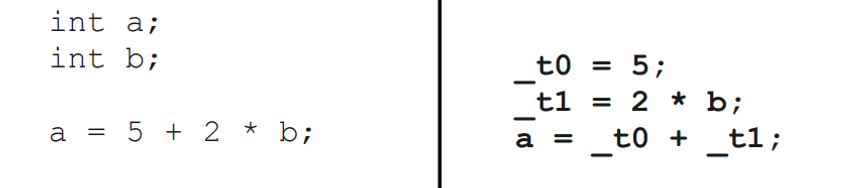 int a;
int b;
a = 5 + 2 * b;
_t0 = 5;
_t1 = 2 * b;
a = _t0 + _t1;